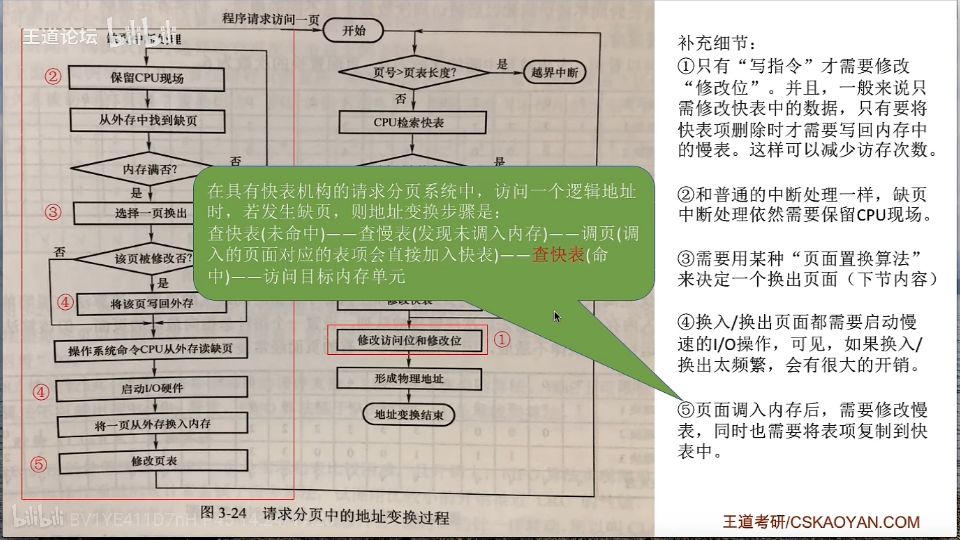 王道论坛 bilibili
程序请求访问一页
开始
页号>页表长度?
是
越界中断
否
CPU检索快表
是
② 保留CPU现场
从外存中找到缺页
内存满否?
否
是
③ 选择一页换出
该页被修改否?
否
是
④ 将该页写回外存
操作系统命令CPU从外存读缺页
④ 启动I/O硬件
将一页从外存换入内存
⑤ 修改页表
修改快表
修改访问位和修改位 ①
形成物理地址
地址变换结束
图 3-24 请求分页中的地址变换过程
在具有快表机构的请求分页系统中，访问一个逻辑地址
时，若发生缺页，则地址变换步骤是：
查快表(未命中)——查慢表(发现未调入内存)——调页(调
入的页面对应的表项会直接加入快表)——查快表(命
中)——访问目标内存单元
补充细节：
①只有“写指令”才需要修改
“修改位”。并且，一般来说只
需修改快表中的数据，只有要将
快表项删除时才需要写回内存中
的慢表。这样可以减少访存次数。
②和普通的中断处理一样，缺页
中断处理依然需要保留CPU现场。
③需要用某种“页面置换算法”
来决定一个换出页面（下节内容）
④换入/换出页面都需要启动慢
速的I/O操作，可见，如果换入/
换出太频繁，会有很大的开销。
⑤页面调入内存后，需要修改慢
表，同时也需要将表项复制到快
表中。
bilibili
王道考研/CSKAOYAN.COM